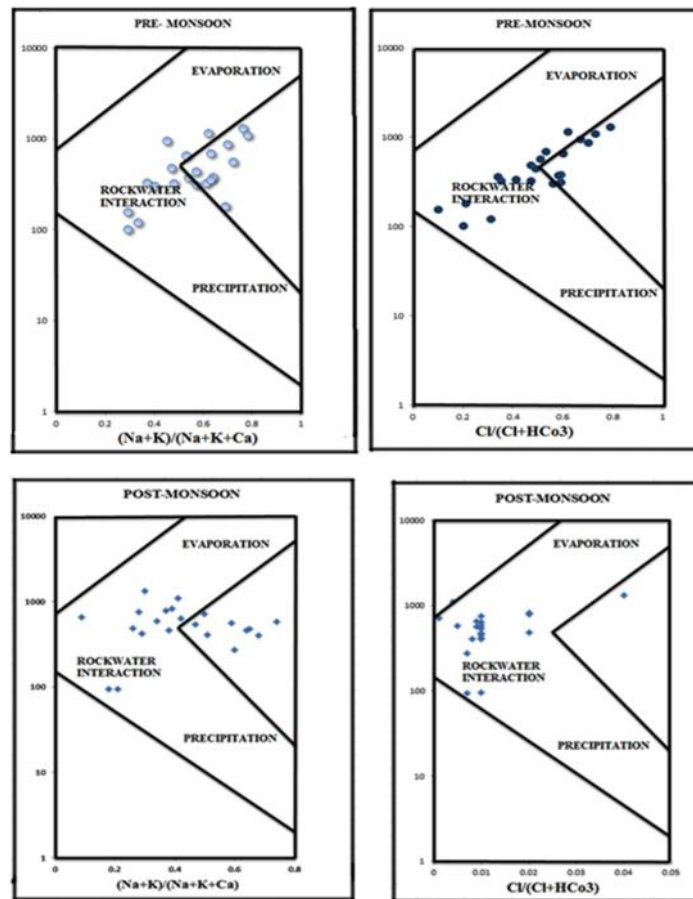 PRE- MONSOON
10000
1000
100
10
1
EVAPORATION
ROCKWATER
INTERACTION
PRECIPITATION
0
0.2
0.4
0.6
0.8
1
(Na+K)/(Na+K+Ca)
PRE-MONSOON
10000
1000
100
10
1
EVAPORATION
ROCKWATER
INTERACTION
PRECIPITATION
0
0.2
0.4
0.6
0.8
1
Cl/(Cl+HCo3)
POST-MONSOON
10000
1000
100
10
1
EVAPORATION
ROCKWATER
INTERACTION
PRECIPITATION
0
0.2
0.4
0.6
0.8
(Na+K)/(Na+K+Ca)
POST-MONSOON
10000
1000
100
10
1
EVAPORATION
ROCKWATER
INTERACTION
PRECIPITATION
0
0.01
0.02
0.03
0.04
0.05
Cl/(Cl+HCo3)